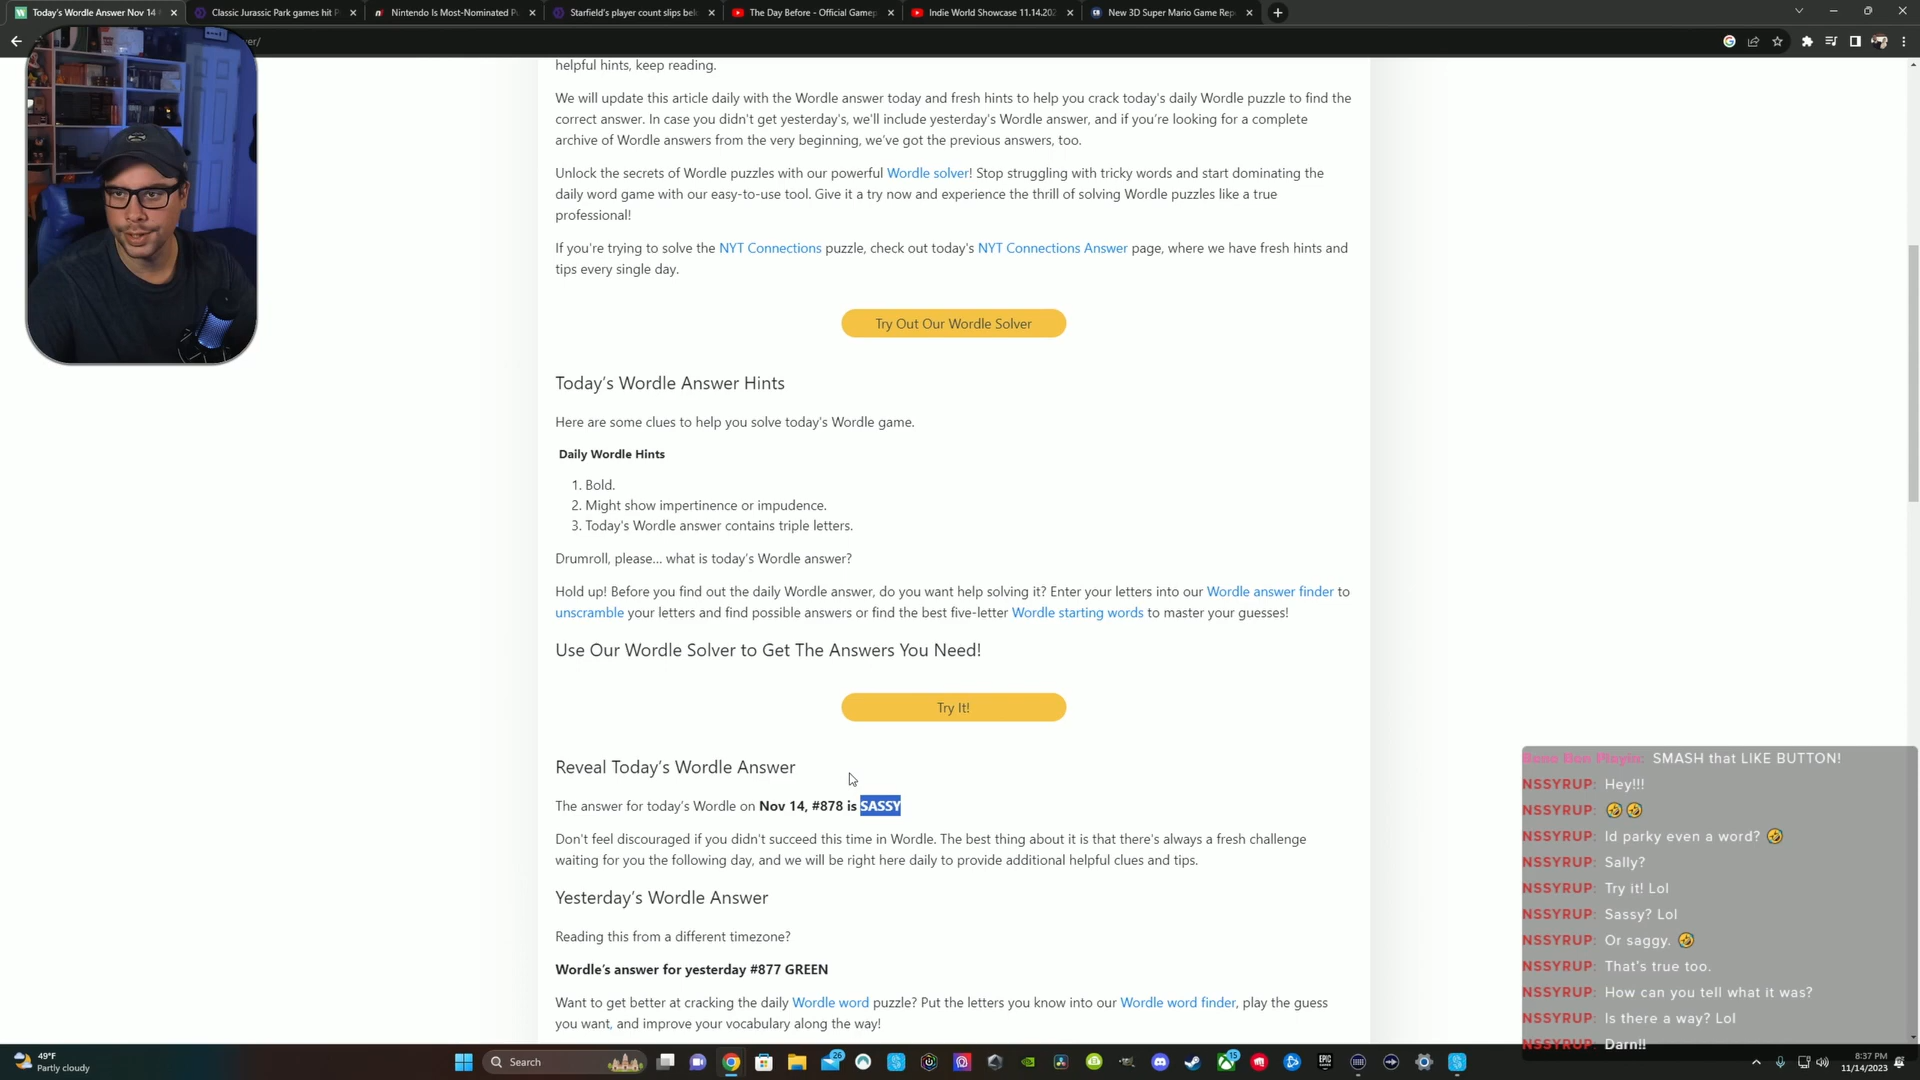 Today's Wordle Answer Nov 14
Classic Jurassic Park games hit P
Nintendo Is Most-Nominated Pu
Starfield's player count slips bel
The Day Before - Official Gamep
Indie World Showcase 11.14.202
New 3D Super Mario Game Rep
helpful hints, keep reading.
We will update this article daily with the Wordle answer today and fresh hints to help you crack today's daily Wordle puzzle to find the
correct answer. In case you didn't get yesterday's, we'll include yesterday's Wordle answer, and if you're looking for a complete
archive of Wordle answers from the very beginning, we've got the previous answers, too.
Unlock the secrets of Wordle puzzles with our powerful Wordle solver! Stop struggling with tricky words and start dominating the
daily word game with our easy-to-use tool. Give it a try now and experience the thrill of solving Wordle puzzles like a true
professional!
If you're trying to solve the NYT Connections puzzle, check out today's NYT Connections Answer page, where we have fresh hints and
tips every single day.
Try Out Our Wordle Solver
Today's Wordle Answer Hints
Here are some clues to help you solve today's Wordle game.
Daily Wordle Hints
1. Bold.
2. Might show impertinence or impudence.
3. Today's Wordle answer contains triple letters.
Drumroll, please... what is today's Wordle answer?
Hold up! Before you find out the daily Wordle answer, do you want help solving it? Enter your letters into our Wordle answer finder to
unscramble your letters and find possible answers or find the best five-letter Wordle starting words to master your guesses!
Use Our Wordle Solver to Get The Answers You Need!
Try It!
Reveal Today's Wordle Answer
The answer for today's Wordle on Nov 14, #878 is SASSY
Don't feel discouraged if you didn't succeed this time in Wordle. The best thing about it is that there's always a fresh challenge
waiting for you the following day, and we will be right here daily to provide additional helpful clues and tips.
Yesterday's Wordle Answer
Reading this from a different timezone?
Wordle's answer for yesterday #877 GREEN
Want to get better at cracking the daily Wordle word puzzle? Put the letters you know into our Wordle word finder, play the guess
you want, and improve your vocabulary along the way!
SMASH that LIKE BUTTON!
NSSYRUP: Hey!!!
NSSYRUP: 🤣🤣
NSSYRUP: Id parky even a word? 🤣
NSSYRUP: Sally?
NSSYRUP: Try it! Lol
NSSYRUP: Sassy? Lol
NSSYRUP: Or saggy. 🤣
NSSYRUP: That's true too.
NSSYRUP: How can you tell what it was?
NSSYRUP: Is there a way? Lol
NSSYRUP: Darn!!
49°F
Partly cloudy
Search
26
EPIC
15
8:37 PM
11/14/2023